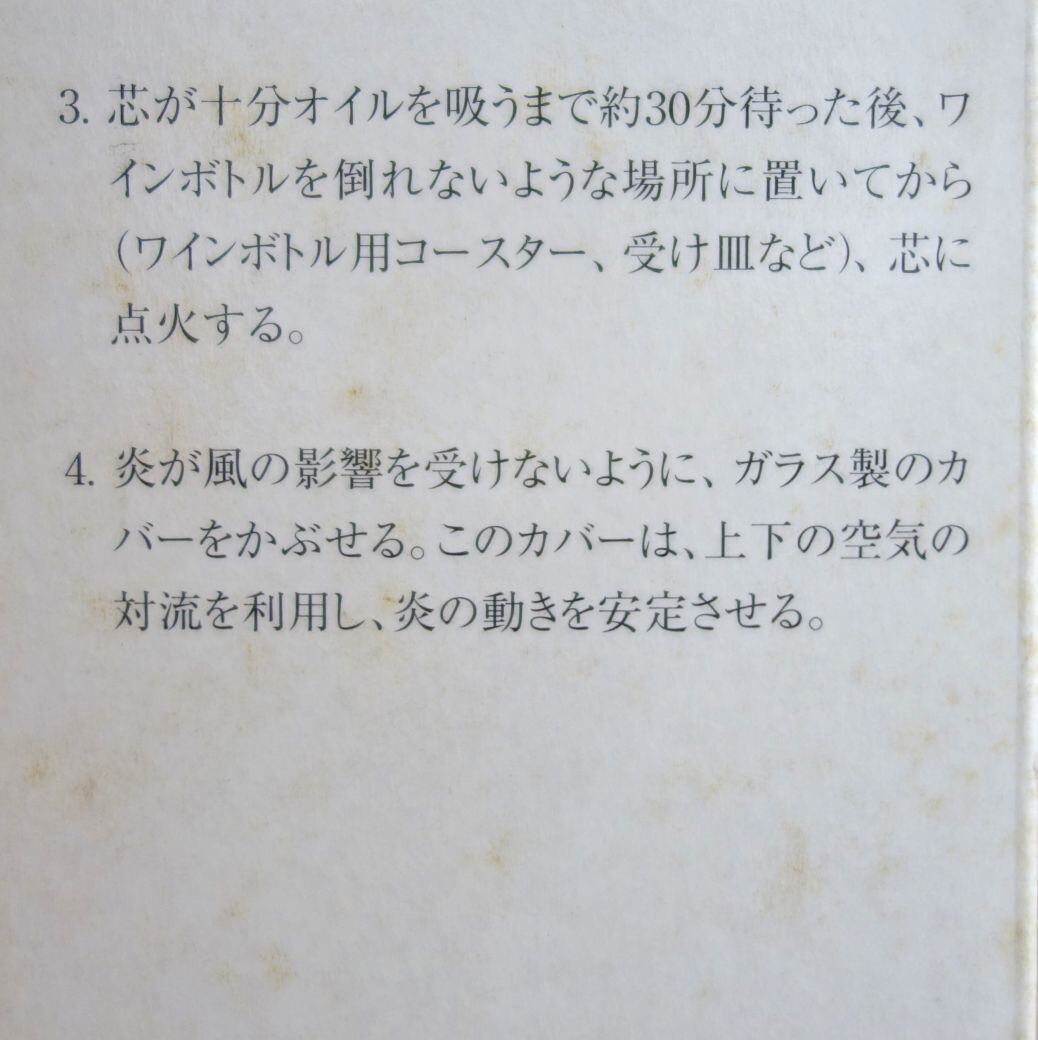 3. 芯が十分オイルを吸うまで約30分待った後、ワ
インボトルを倒れないような場所に置いてから
（ワインボトル用コースター、受け皿など）、芯に
点火する。
4. 炎が風の影響を受けないように、ガラス製のカ
バーをかぶせる。このカバーは、上下の空気の
対流を利用し、炎の動きを安定させる。